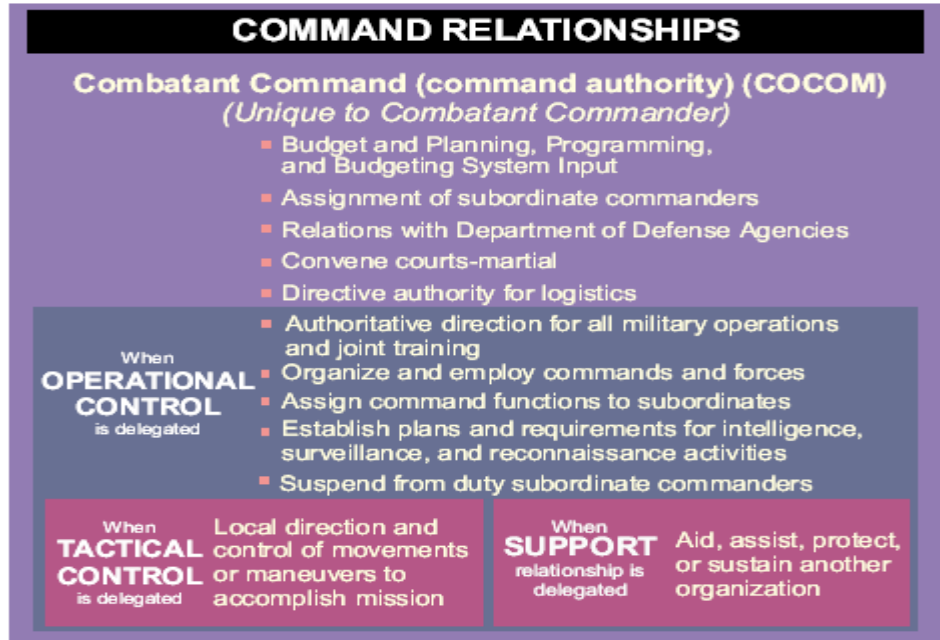 COMMAND RELATIONSHIPS
Combatant Command (command authority) (COCOM)
(Unique to Combatant Commander)
Budget and Planning, Programming,
and Budgeting System Input
Assignment of subordinate commanders
Relations with Department of Defense Agencies
Convene courts-martial
Directive authority for logistics
When
OPERATIONAL
CONTROL
is delegated
Authoritative direction for all military operations
and joint training
Organize and employ commands and forces
Assign command functions to subordinates
Establish plans and requirements for intelligence,
surveillance, and reconnaissance activities
Suspend from duty subordinate commanders
When
TACTICAL
CONTROL
is delegated
Local direction and
control of movements
or maneuvers to
accomplish mission
When
SUPPORT
relationship is
delegated
Aid, assist, protect,
or sustain another
organization